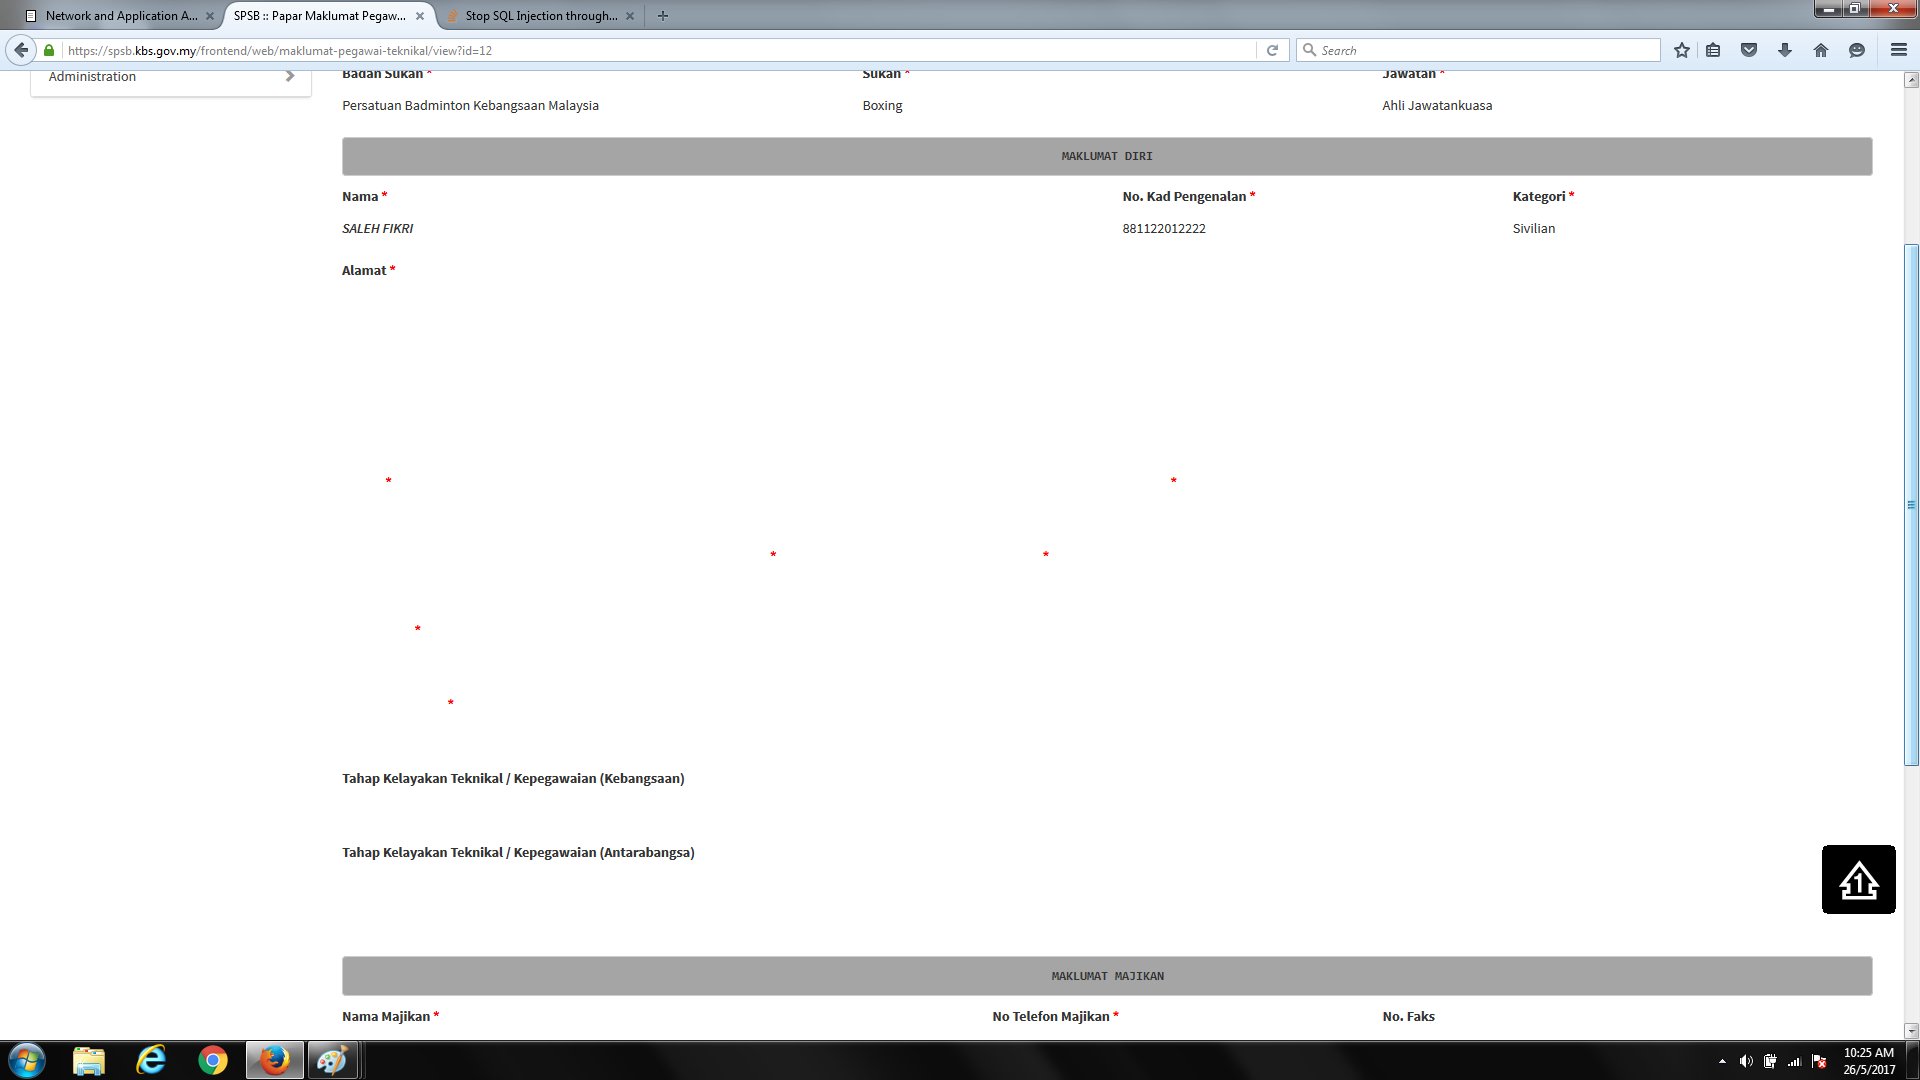 Network and Application A...
SPSB :: Papar Maklumat Pegaw...
Stop SQL Injection through...
https://spsb.kbs.gov.my/frontend/web/maklumat-pegawai-teknikal/view?id=12
Search
Administration
Badan Sukan * Sukan * Jawatan *
Persatuan Badminton Kebangsaan Malaysia Boxing Ahli Jawatankuasa
MAKLUMAT DIRI
Nama * No. Kad Pengenalan * Kategori *
SALEH FIKRI 881122012222 Sivilian
Alamat *
* *
* *
*
*
Tahap Kelayakan Teknikal / Kepegawaian (Kebangsaan)
Tahap Kelayakan Teknikal / Kepegawaian (Antarabangsa)
1
MAKLUMAT MAJIKAN
Nama Majikan * No Telefon Majikan * No. Faks
10:25 AM
26/5/2017